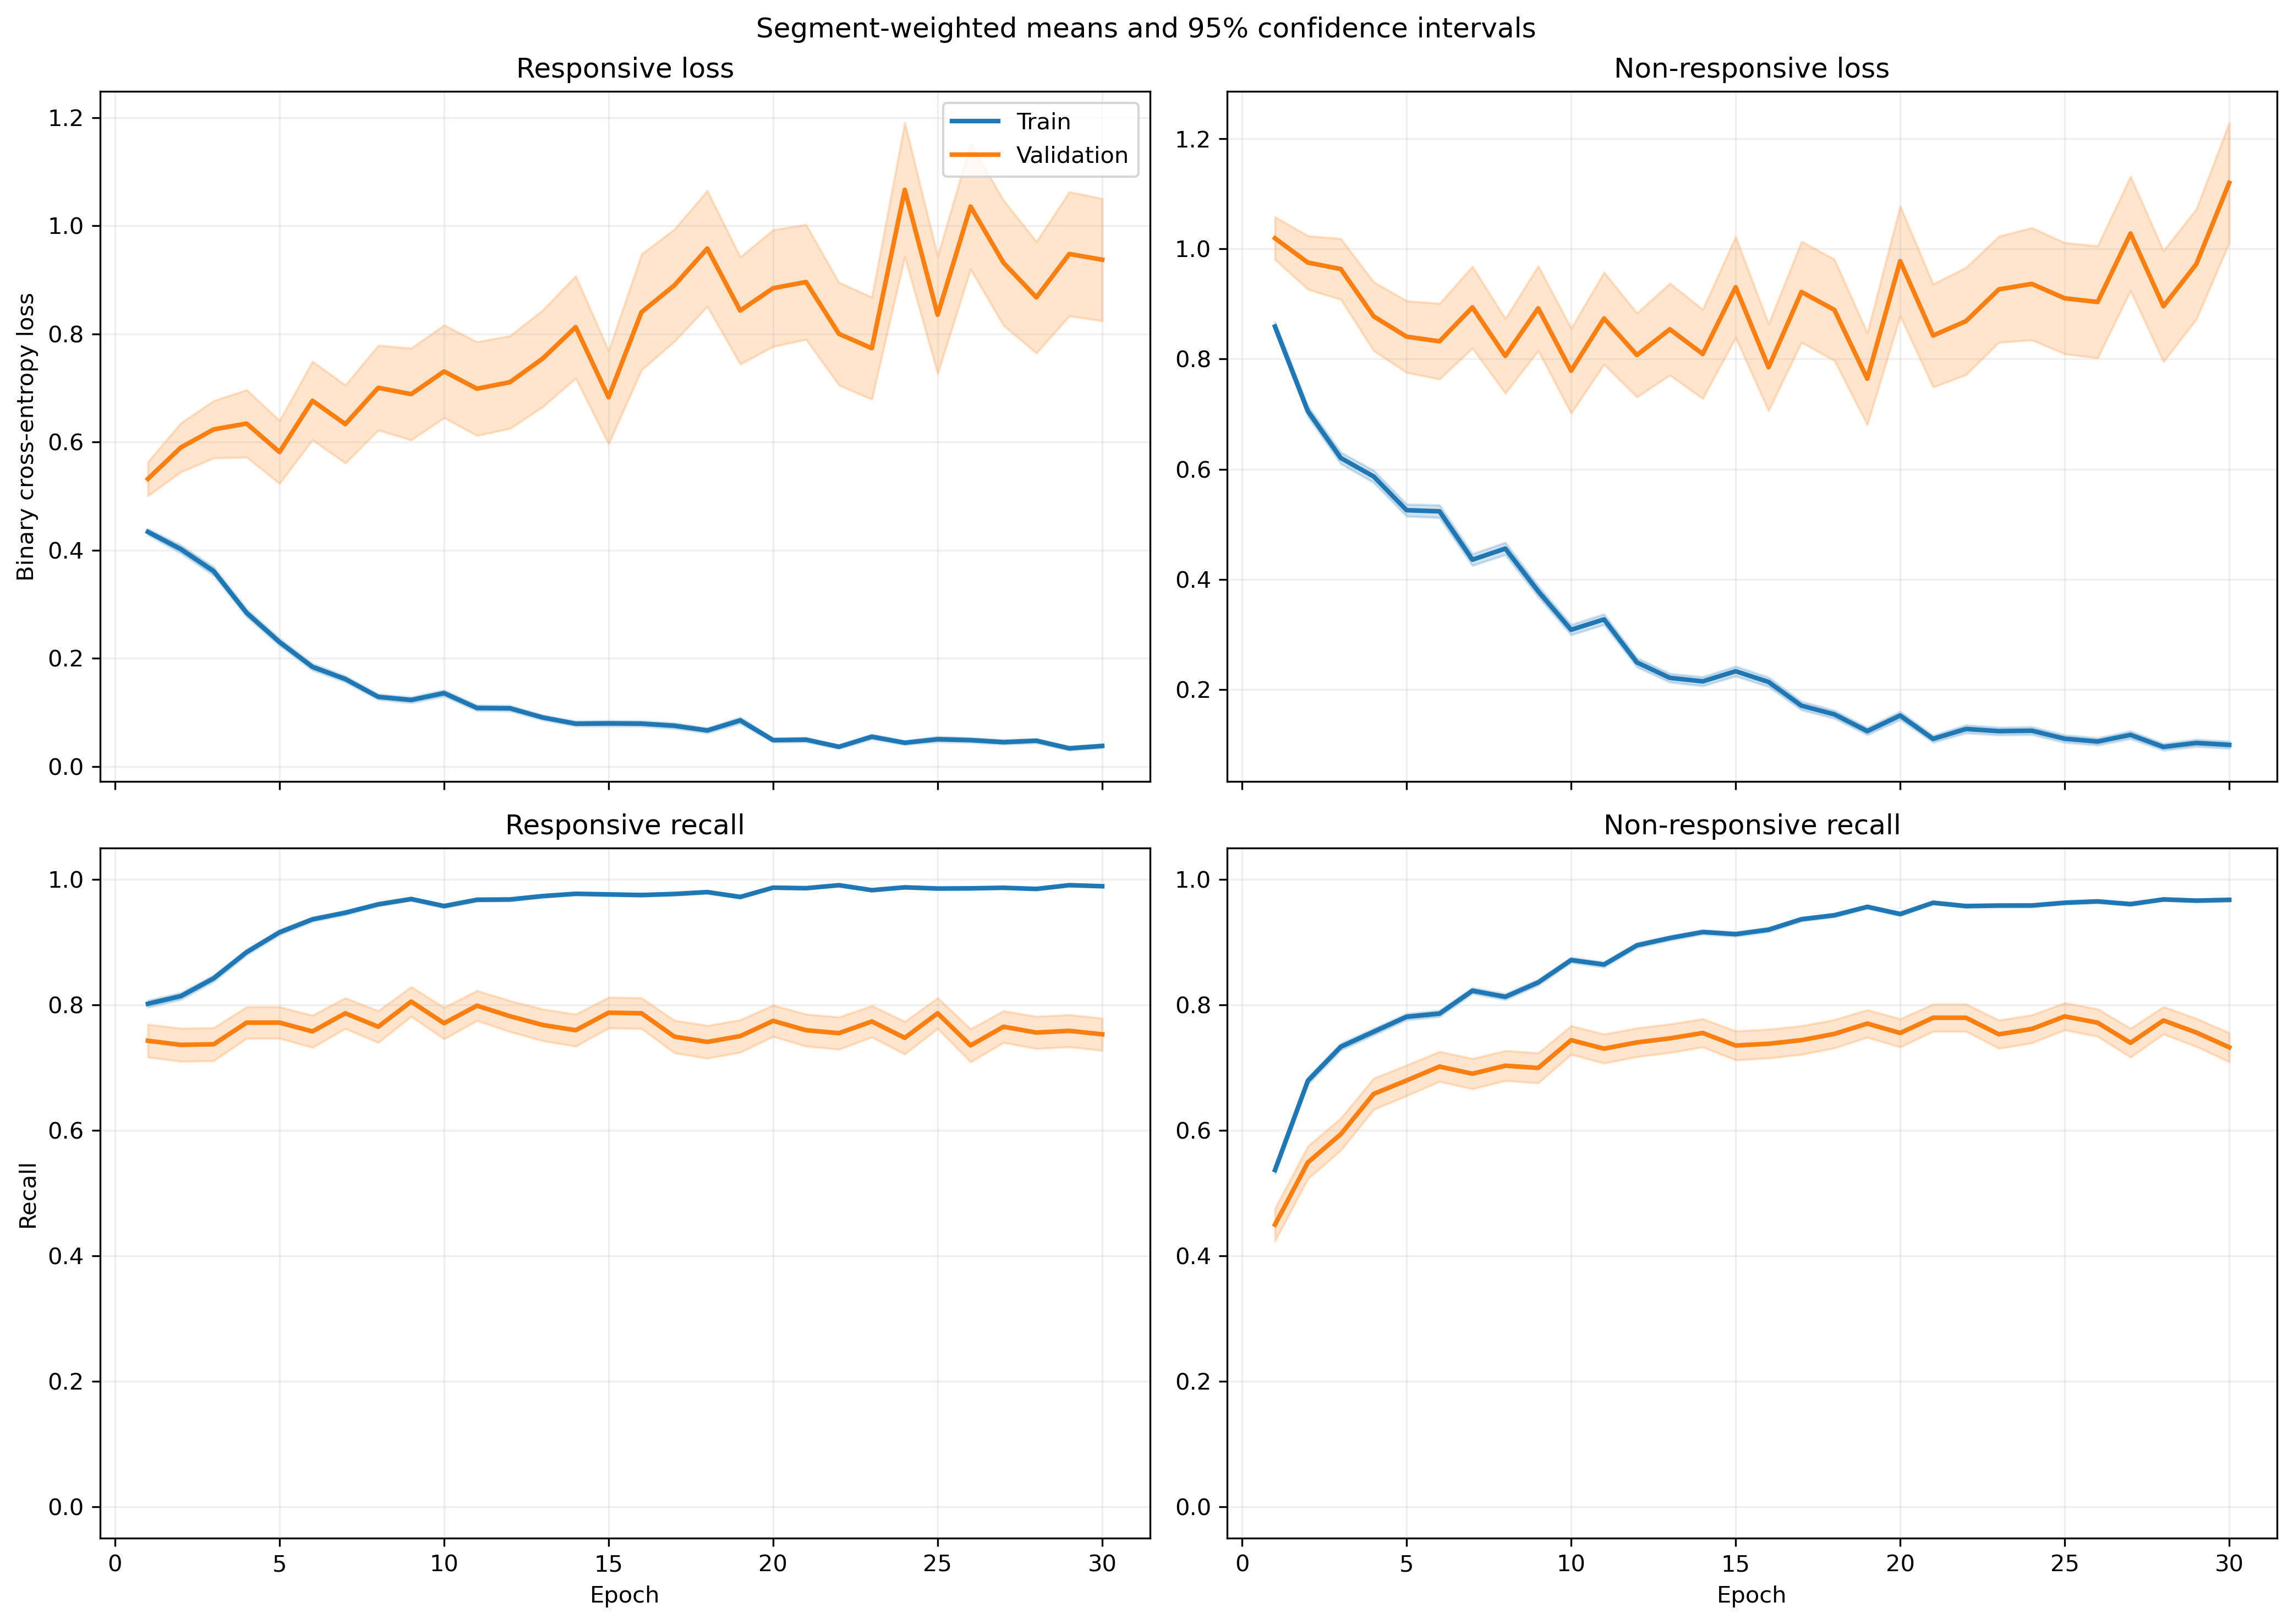 Segment-weighted means and 95% confidence intervals
Responsive loss
Non-responsive loss
Binary cross-entropy loss
1.2
1.0
0.8
0.6
0.4
0.2
0.0
Train
Validation
1.2
1.0
0.8
0.6
0.4
0.2
Responsive recall
Non-responsive recall
Recall
1.0
0.8
0.6
0.4
0.2
0.0
0 5 10 15 20 25 30
Epoch
1.0
0.8
0.6
0.4
0.2
0.0
0 5 10 15 20 25 30
Epoch